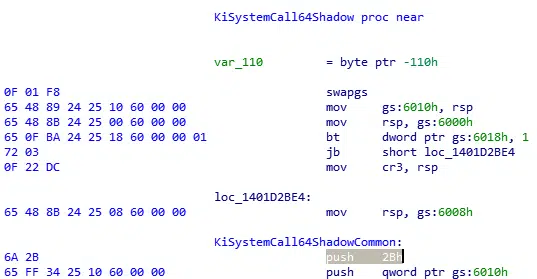 KiSystemCall64Shadow proc near
var_110 = byte ptr -110h
0F 01 F8 swapgs
65 48 89 24 25 10 60 00 00 mov gs:6010h, rsp
65 48 8B 24 25 00 60 00 00 mov rsp, gs:6000h
65 0F BA 24 25 18 60 00 00 01 bt dword ptr gs:6018h, 1
72 03 jb short loc_1401D2BE4
0F 22 DC mov cr3, rsp
loc_1401D2BE4:
65 48 8B 24 25 08 60 00 00 mov rsp, gs:6008h
KiSystemCall64ShadowCommon:
6A 2B push 2Bh
65 FF 34 25 10 60 00 00 push qword ptr gs:6010h